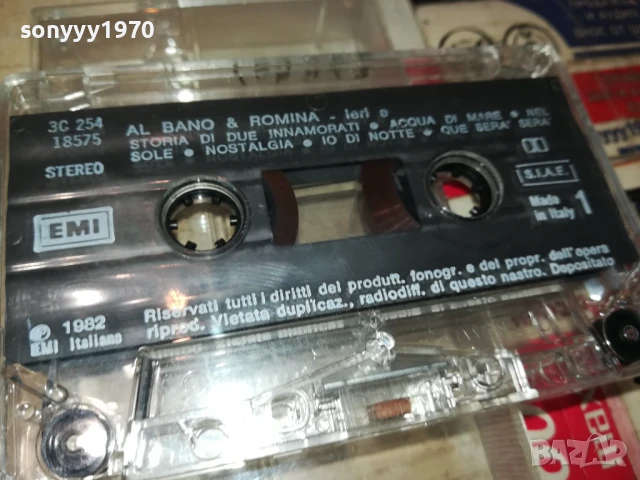 sonyyy1970
3C 254
18575
STEREO
AL BANO & ROMINA - Ieri e
STORIA DI DUE INNAMORATI · ACQUA DI MARE · NEL
SOLE · NOSTALGIA · IO DI NOTTE · QUE SERA' SERA'
S.I.A.E.
Made
in Italy
1
EMI
℗ 1982
EMI Italiana
Riservati tutti i diritti del produtt. fonogr. e del propr. dell'opera
riprod. Vietata duplicaz., radiodiff. di questo nastro. Depositato
BAZAR